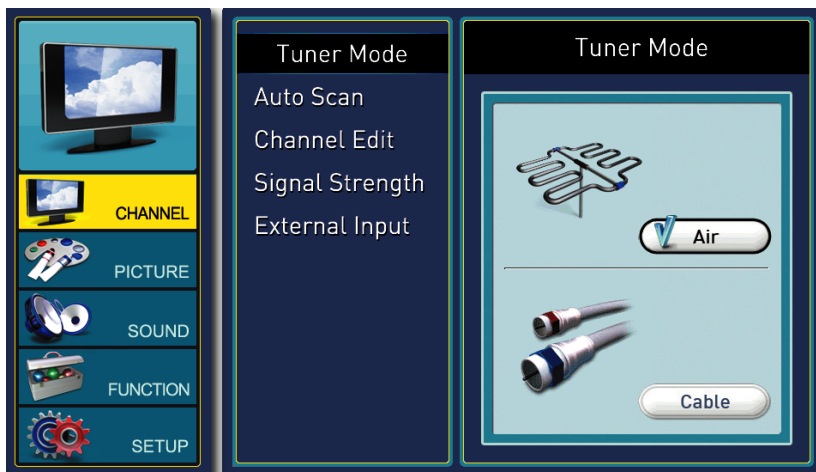 CHANNEL
PICTURE
SOUND
FUNCTION
SETUP
Tuner Mode
Auto Scan
Channel Edit
Signal Strength
External Input
Tuner Mode
Air
Cable